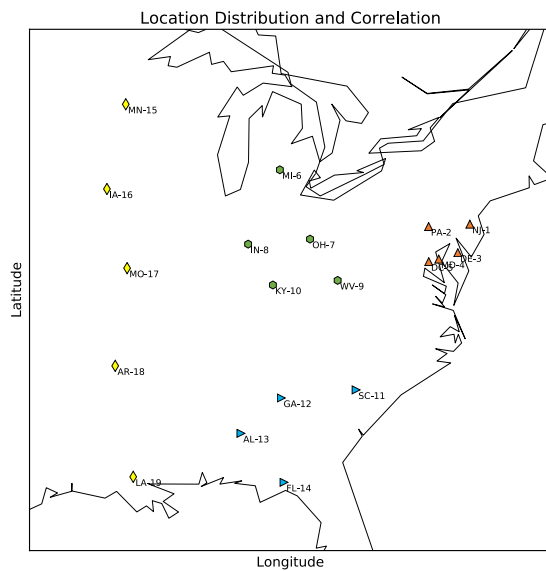 Location Distribution and Correlation
MN-15
MI-6
IA-16
NJ-1
PA-2
OH-7
IN-8
DE-3
MD-4
MO-17
KY-10
WV-9
AR-18
SC-11
GA-12
AL-13
LA-19
FL-14
Latitude
Longitude